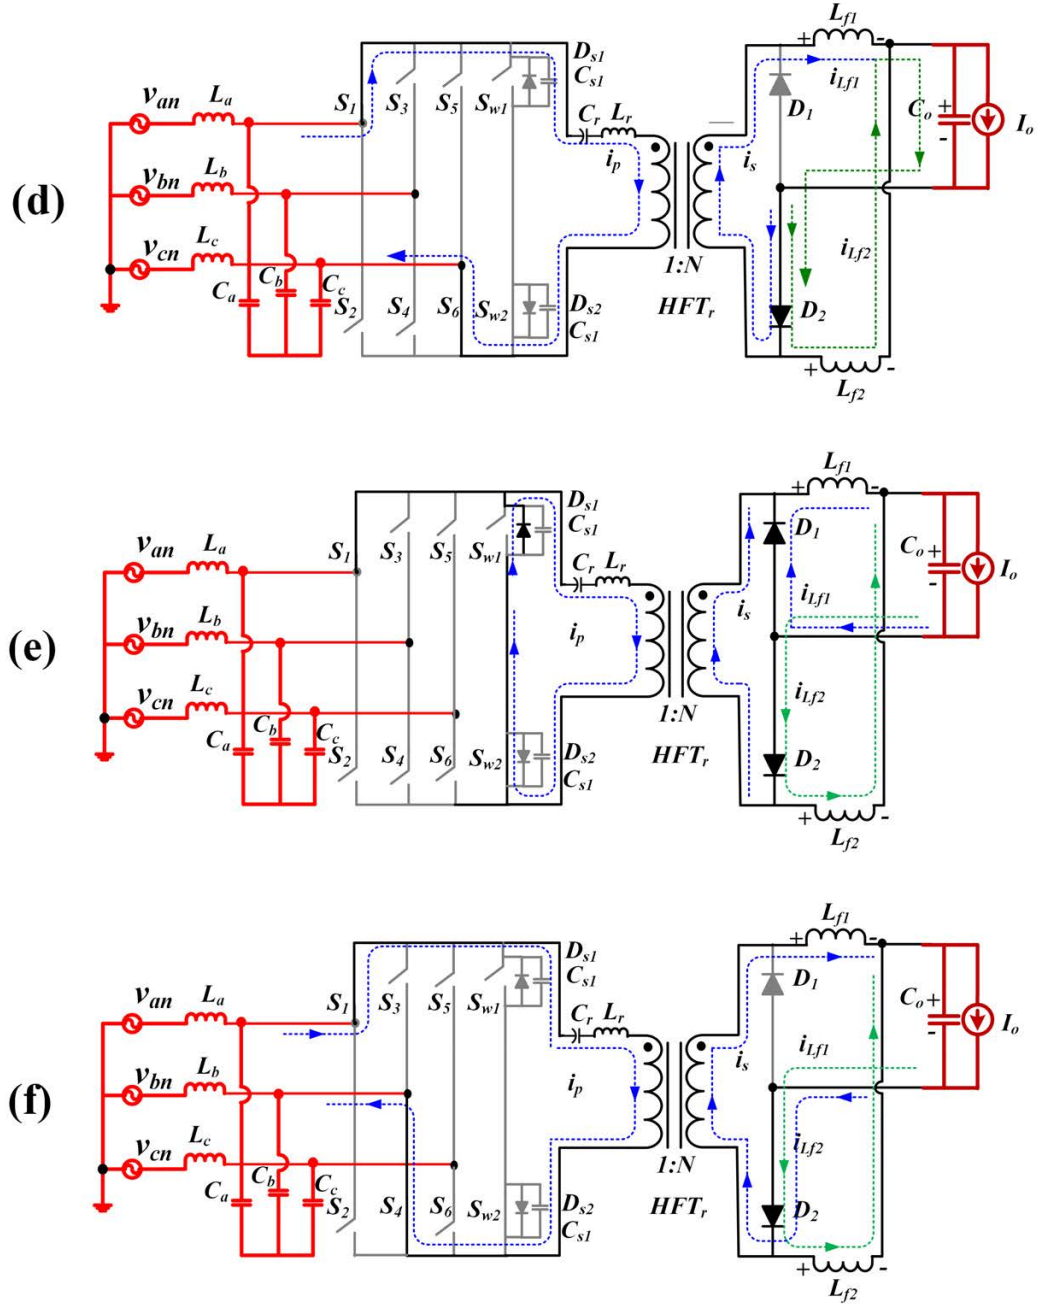 (d)
v_an L_a S_1 S_3 S_5 S_w1 D_s1 C_s1 C_r L_r i_p i_s L_f1 + - i_Lf1 D_1 C_o + - I_o
v_bn L_b
v_cn L_c C_a C_b C_c S_2 S_4 S_6 S_w2 D_s2 C_s1 1:N HFT_r D_2 i_Lf2 + - L_f2
(e)
v_an L_a S_1 S_3 S_5 S_w1 D_s1 C_s1 C_r L_r i_p i_s L_f1 + - i_Lf1 D_1 C_o + - I_o
v_bn L_b
v_cn L_c C_a C_b C_c S_2 S_4 S_6 S_w2 D_s2 C_s1 1:N HFT_r D_2 i_Lf2 + - L_f2
(f)
v_an L_a S_1 S_3 S_5 S_w1 D_s1 C_s1 C_r L_r i_p i_s L_f1 + - i_Lf1 D_1 C_o + - I_o
v_bn L_b
v_cn L_c C_a C_b C_c S_2 S_4 S_6 S_w2 D_s2 C_s1 1:N HFT_r D_2 i_Lf2 + - L_f2